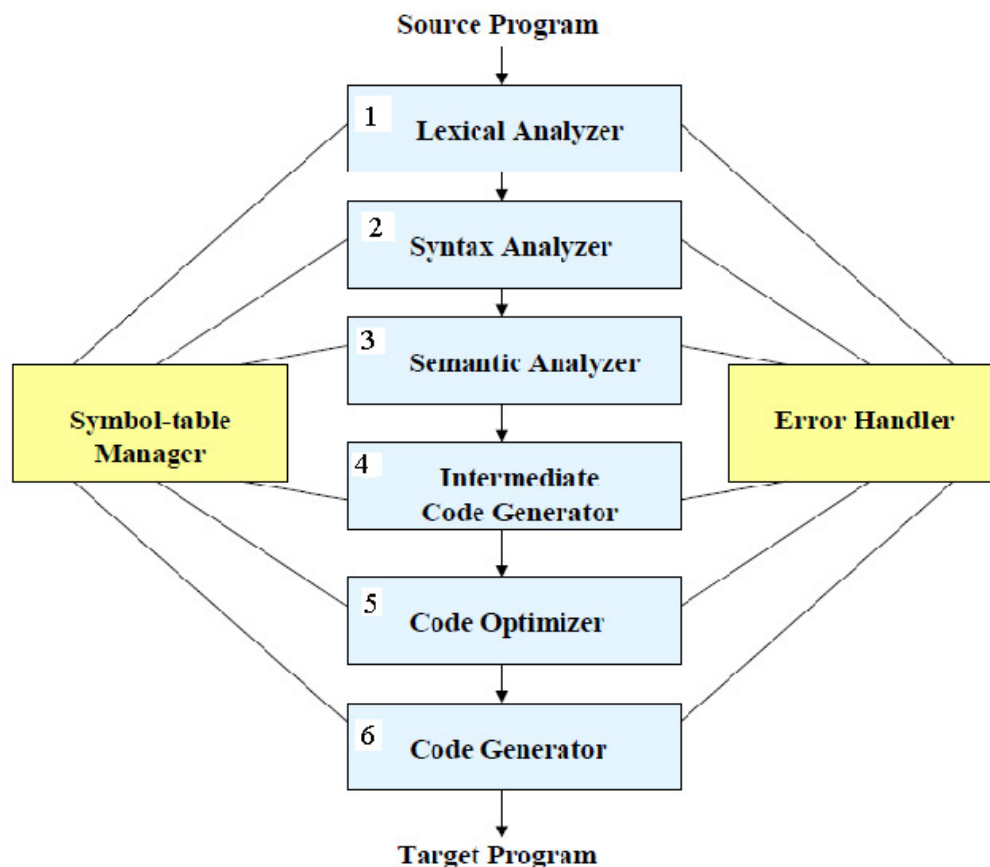 Source Program
1
Lexical Analyzer
2
Syntax Analyzer
3
Semantic Analyzer
Symbol-table
Manager
Error Handler
4
Intermediate
Code Generator
5
Code Optimizer
6
Code Generator
Target Program